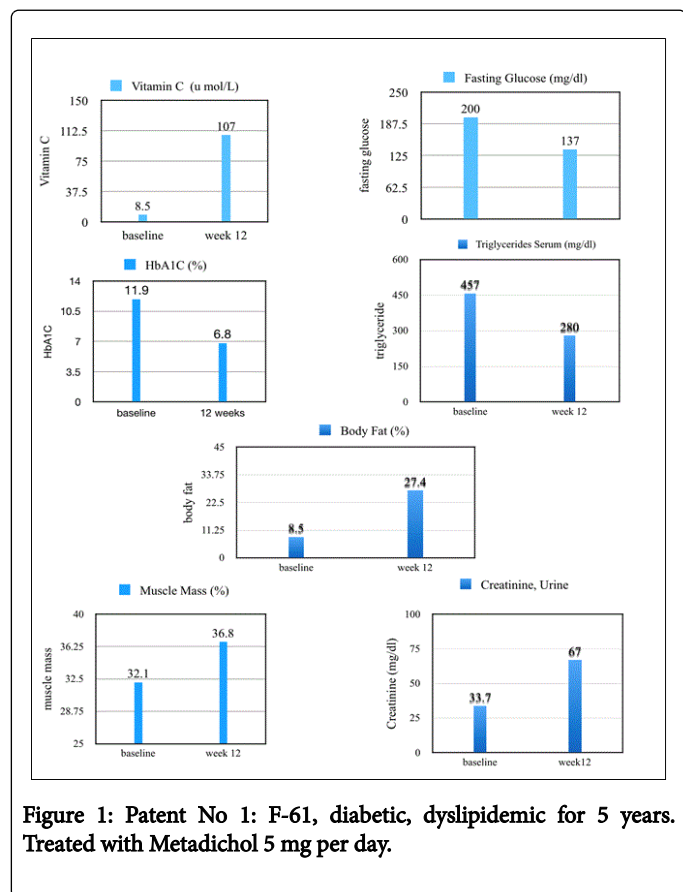 Vitamin C (u mol/L)
150
112.5
75
37.5
0
Vitamin C
8.5
107
baseline week 12
Fasting Glucose (mg/dl)
250
187.5
125
62.5
0
fasting glucose
200
137
baseline week 12
HbA1C (%)
14
10.5
7
3.5
0
HbA1C
11.9
6.8
baseline 12 weeks
Triglycerides Serum (mg/dl)
600
450
300
150
0
triglyceride
457
280
baseline week 12
Body Fat (%)
45
33.75
22.5
11.25
0
body fat
8.5
27.4
baseline week 12
Muscle Mass (%)
40
36.25
32.5
28.75
25
muscle mass
32.1
36.8
baseline week 12
Creatinine, Urine
100
75
50
25
0
Creatinine (mg/dl)
33.7
67
baseline week12
Figure 1: Patent No 1: F-61, diabetic, dyslipidemic for 5 years.
Treated with Metadichol 5 mg per day.